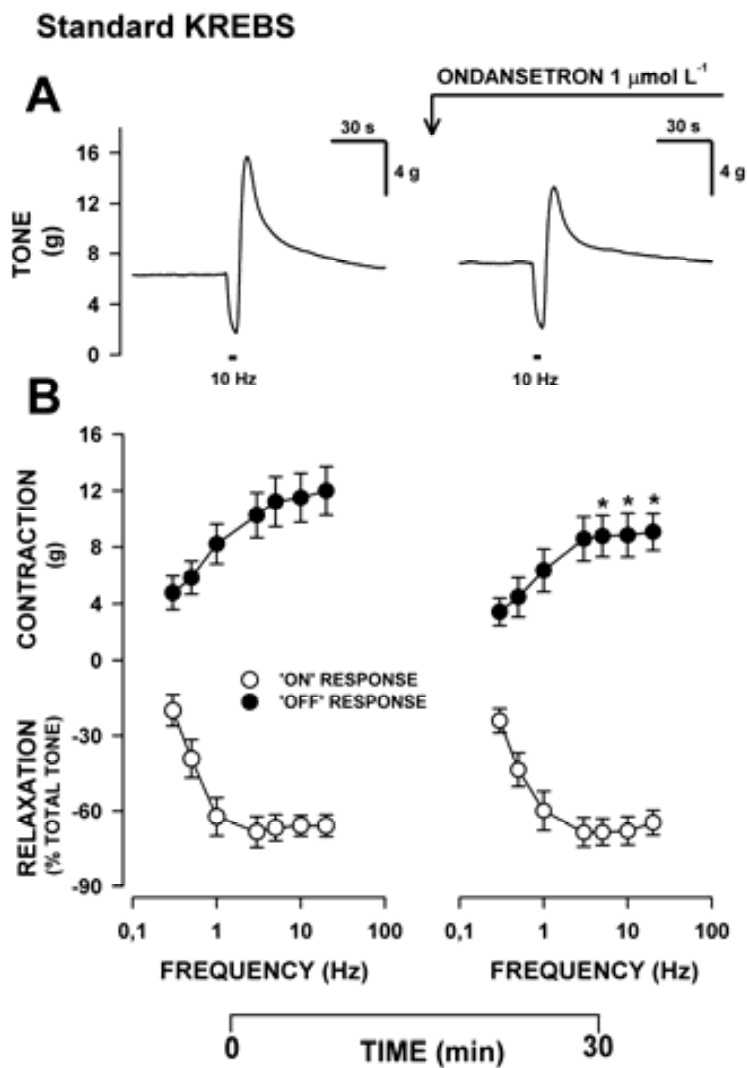 Standard KREBS
ONDANSETRON 1 µmol L⁻¹
A
30 s
30 s
4 g
4 g
TONE
(g)
16
12
8
4
0
10 Hz
10 Hz
B
CONTRACTION
(g)
16
12
8
4
0
* * *
'ON' RESPONSE
'OFF' RESPONSE
RELAXATION
(% TOTAL TONE)
-30
-60
-90
0,1 1 10 100
0,1 1 10 100
FREQUENCY (Hz)
FREQUENCY (Hz)
0 TIME (min) 30